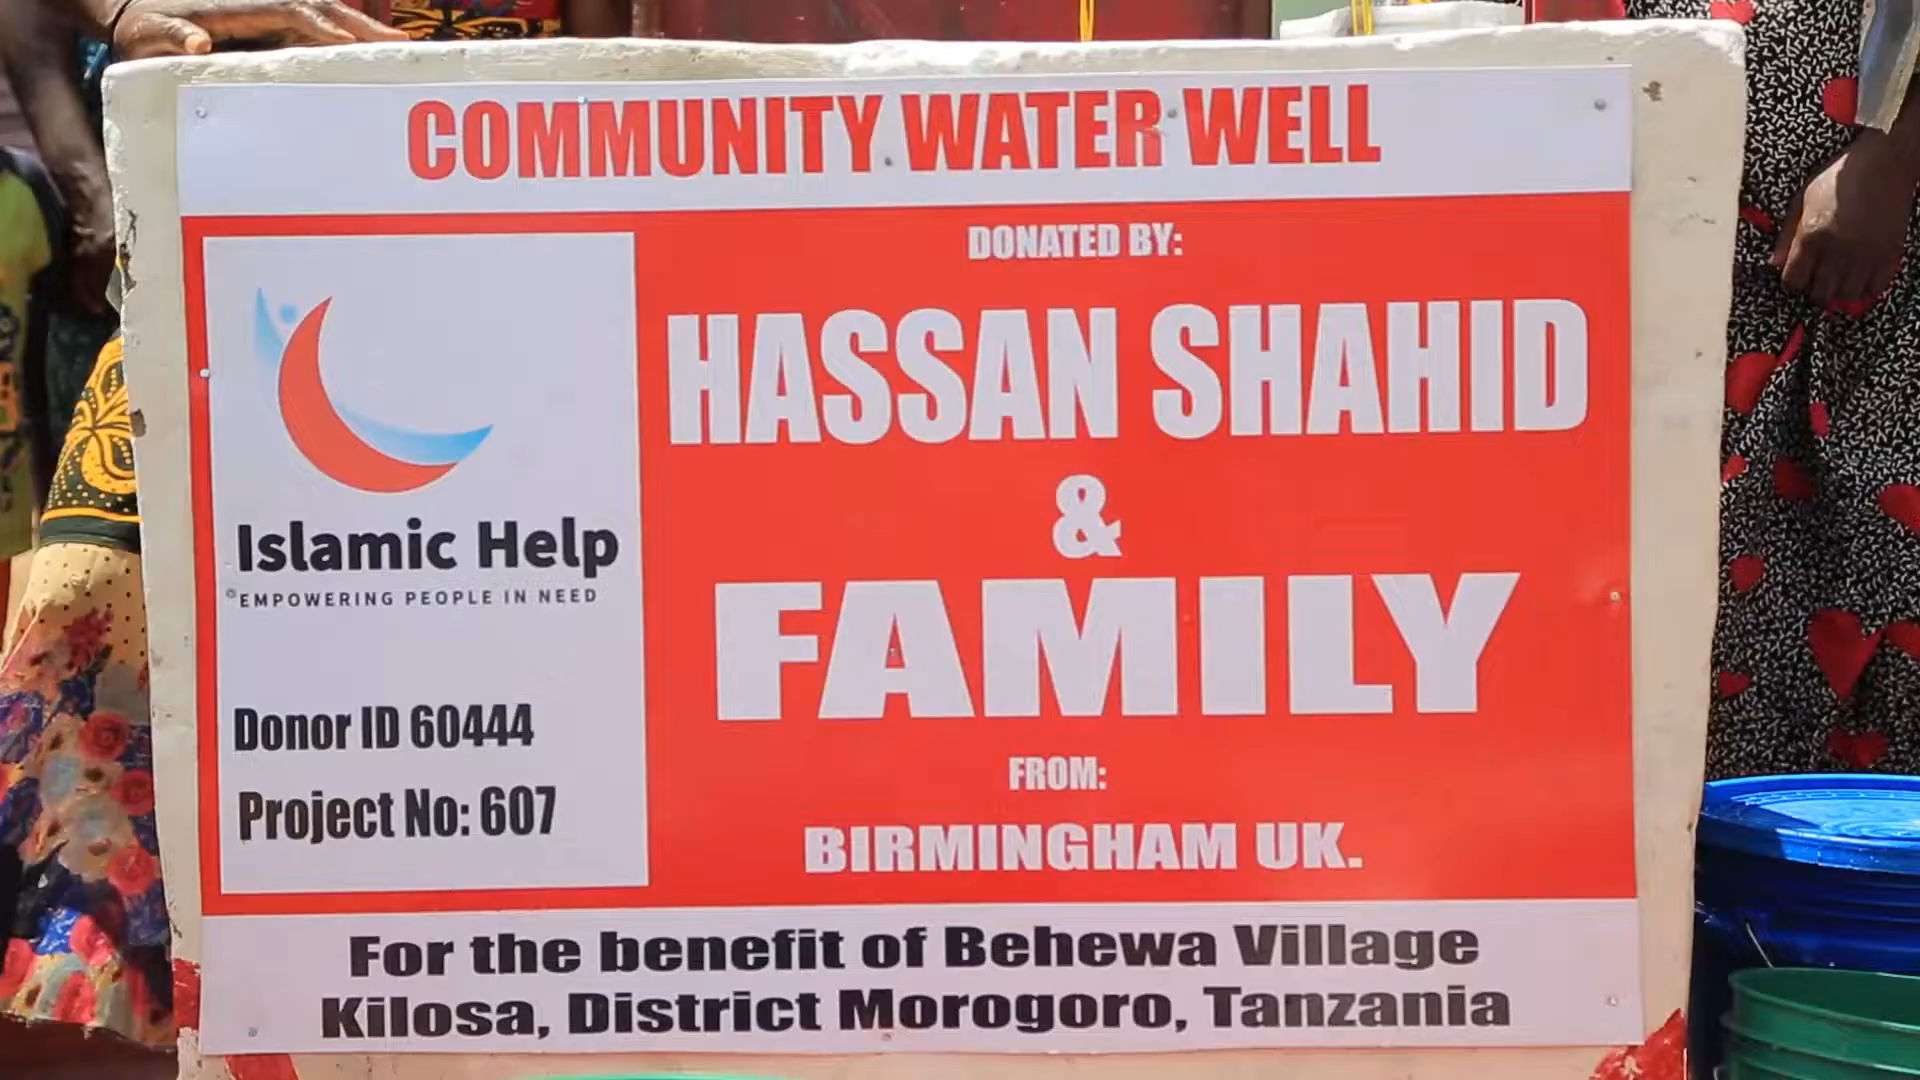 COMMUNITY WATER WELL
DONATED BY:
HASSAN SHAHID
&
FAMILY
FROM:
BIRMINGHAM UK.
Islamic Help
EMPOWERING PEOPLE IN NEED
Donor ID 60444
Project No: 607
For the benefit of Behewa Village
Kilosa, District Morogoro, Tanzania